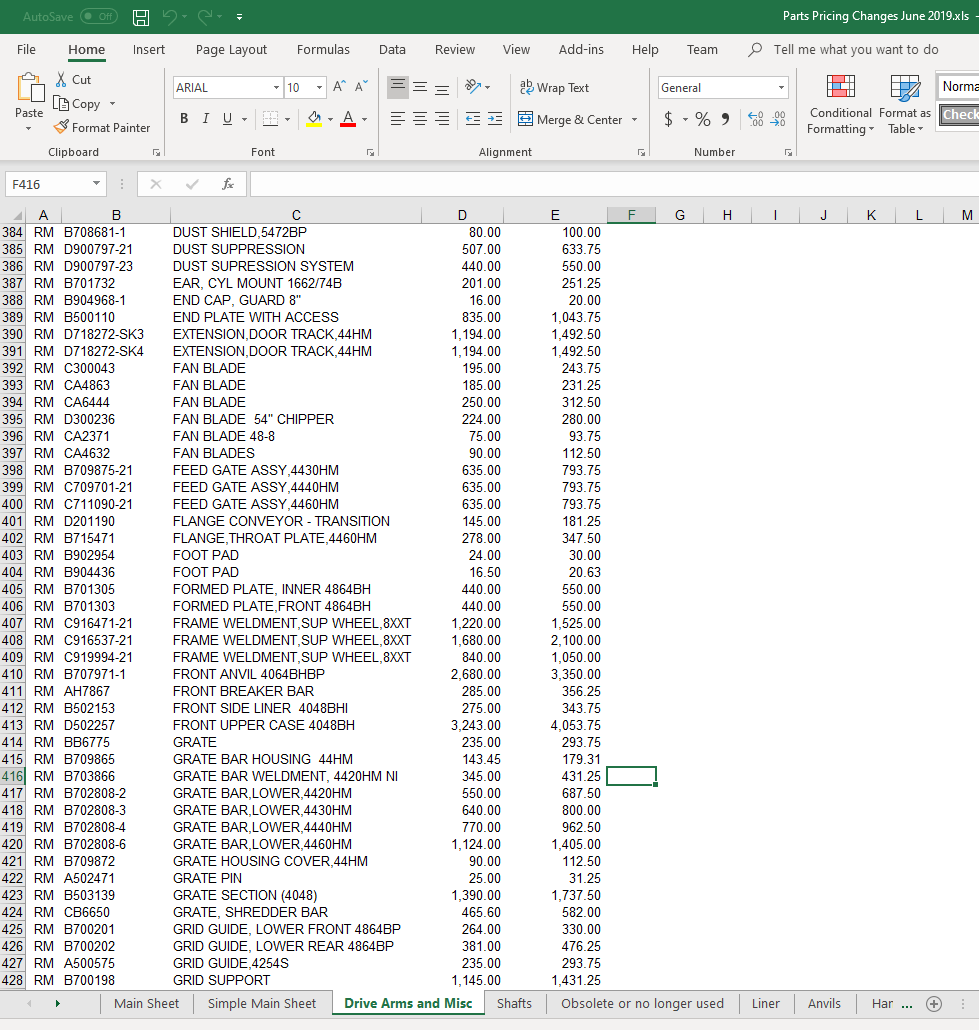 AutoSave Off Parts Pricing Changes June 2019.xls -
File Home Insert Page Layout Formulas Data Review View Add-ins Help Team Tell me what you want to do
Cut
Copy
Format Painter
Paste
Clipboard
ARIAL 10 A A
B I U A
Font
ab Wrap Text
Merge & Center
Alignment
General
$ % , .00 .00
Number
Conditional Formatting
Format as Table
Norma
Check
F416 fx
A B C D E F G H I J K L M
384 RM B708681-1 DUST SHIELD,5472BP 80.00 100.00
385 RM D900797-21 DUST SUPPRESSION 507.00 633.75
386 RM D900797-23 DUST SUPRESSION SYSTEM 440.00 550.00
387 RM B701732 EAR, CYL MOUNT 1662/74B 201.00 251.25
388 RM B904968-1 END CAP, GUARD 8" 16.00 20.00
389 RM B500110 END PLATE WITH ACCESS 835.00 1,043.75
390 RM D718272-SK3 EXTENSION,DOOR TRACK,44HM 1,194.00 1,492.50
391 RM D718272-SK4 EXTENSION,DOOR TRACK,44HM 1,194.00 1,492.50
392 RM C300043 FAN BLADE 195.00 243.75
393 RM CA4863 FAN BLADE 185.00 231.25
394 RM CA6444 FAN BLADE 250.00 312.50
395 RM D300236 FAN BLADE 54" CHIPPER 224.00 280.00
396 RM CA2371 FAN BLADE 48-8 75.00 93.75
397 RM CA4632 FAN BLADES 90.00 112.50
398 RM B709875-21 FEED GATE ASSY,4430HM 635.00 793.75
399 RM C709701-21 FEED GATE ASSY,4440HM 635.00 793.75
400 RM C711090-21 FEED GATE ASSY,4460HM 635.00 793.75
401 RM D201190 FLANGE CONVEYOR - TRANSITION 145.00 181.25
402 RM B715471 FLANGE,THROAT PLATE,4460HM 278.00 347.50
403 RM B902954 FOOT PAD 24.00 30.00
404 RM B904436 FOOT PAD 16.50 20.63
405 RM B701305 FORMED PLATE, INNER 4864BH 440.00 550.00
406 RM B701303 FORMED PLATE,FRONT 4864BH 440.00 550.00
407 RM C916471-21 FRAME WELDMENT,SUP WHEEL,8XXT 1,220.00 1,525.00
408 RM C916537-21 FRAME WELDMENT,SUP WHEEL,8XXT 1,680.00 2,100.00
409 RM C919994-21 FRAME WELDMENT,SUP WHEEL,8XXT 840.00 1,050.00
410 RM B707971-1 FRONT ANVIL 4064BHBP 2,680.00 3,350.00
411 RM AH7867 FRONT BREAKER BAR 285.00 356.25
412 RM B502153 FRONT SIDE LINER 4048BHI 275.00 343.75
413 RM D502257 FRONT UPPER CASE 4048BH 3,243.00 4,053.75
414 RM BB6775 GRATE 235.00 293.75
415 RM B709865 GRATE BAR HOUSING 44HM 143.45 179.31
416 RM B703866 GRATE BAR WELDMENT, 4420HM NI 345.00 431.25
417 RM B702808-2 GRATE BAR,LOWER,4420HM 550.00 687.50
418 RM B702808-3 GRATE BAR,LOWER,4430HM 640.00 800.00
419 RM B702808-4 GRATE BAR,LOWER,4440HM 770.00 962.50
420 RM B702808-6 GRATE BAR,LOWER,4460HM 1,124.00 1,405.00
421 RM B709872 GRATE HOUSING COVER,44HM 90.00 112.50
422 RM A502471 GRATE PIN 25.00 31.25
423 RM B503139 GRATE SECTION (4048) 1,390.00 1,737.50
424 RM CB6650 GRATE, SHREDDER BAR 465.60 582.00
425 RM B700201 GRID GUIDE, LOWER FRONT 4864BP 264.00 330.00
426 RM B700202 GRID GUIDE, LOWER REAR 4864BP 381.00 476.25
427 RM A500575 GRID GUIDE,4254S 235.00 293.75
428 RM B700198 GRID SUPPORT 1,145.00 1,431.25
Main Sheet Simple Main Sheet Drive Arms and Misc Shafts Obsolete or no longer used Liner Anvils Har ...